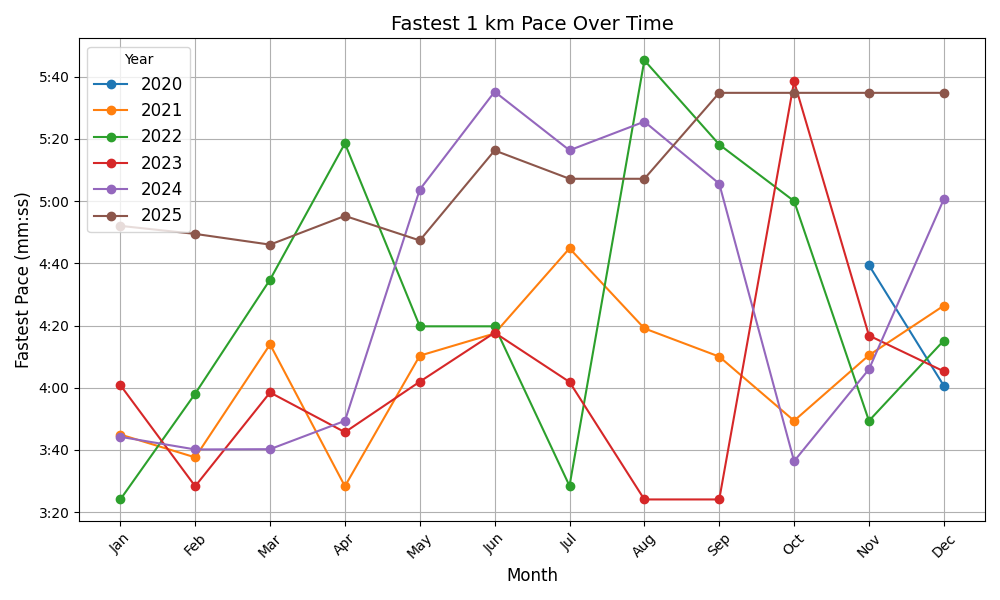 Fastest 1 km Pace Over Time
Year
2020
2021
2022
2023
2024
2025
Fastest Pace (mm:ss)
5:40
5:20
5:00
4:40
4:20
4:00
3:40
3:20
Jan Feb Mar Apr May Jun Jul Aug Sep Oct Nov Dec
Month